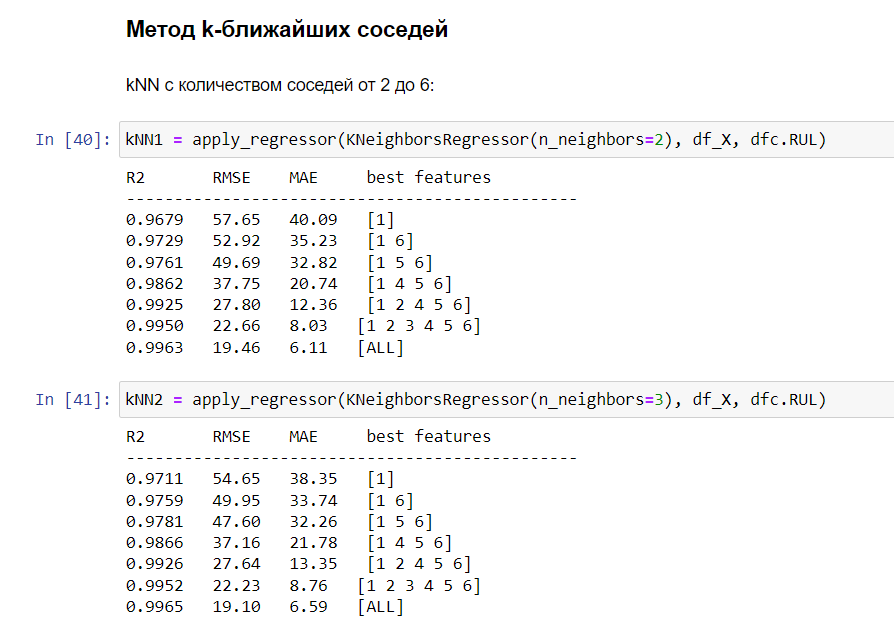 Метод k-ближайших соседей
kNN с количеством соседей от 2 до 6:
In [40]: kNN1 = apply_regressor(KNeighborsRegressor(n_neighbors=2), df_X, dfc.RUL)
R2 RMSE MAE best features
-----------------------------------------------
0.9679 57.65 40.09 [1]
0.9729 52.92 35.23 [1 6]
0.9761 49.69 32.82 [1 5 6]
0.9862 37.75 20.74 [1 4 5 6]
0.9925 27.80 12.36 [1 2 4 5 6]
0.9950 22.66 8.03 [1 2 3 4 5 6]
0.9963 19.46 6.11 [ALL]
In [41]: kNN2 = apply_regressor(KNeighborsRegressor(n_neighbors=3), df_X, dfc.RUL)
R2 RMSE MAE best features
-----------------------------------------------
0.9711 54.65 38.35 [1]
0.9759 49.95 33.74 [1 6]
0.9781 47.60 32.26 [1 5 6]
0.9866 37.16 21.78 [1 4 5 6]
0.9926 27.64 13.35 [1 2 4 5 6]
0.9952 22.23 8.76 [1 2 3 4 5 6]
0.9965 19.10 6.59 [ALL]